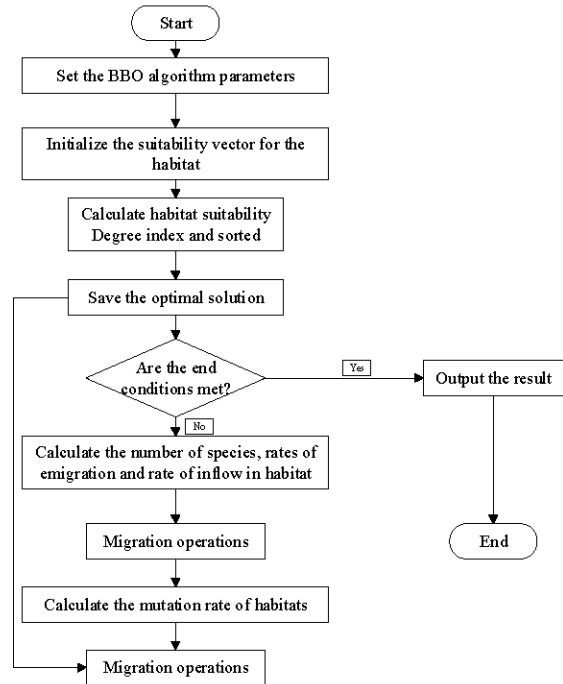 Start
Set the BBO algorithm parameters
Initialize the suitability vector for the
habitat
Calculate habitat suitability
Degree index and sorted
Save the optimal solution
Are the end
conditions met?
Yes
Output the result
No
Calculate the number of species, rates of
emigration and rate of inflow in habitat
Migration operations
End
Calculate the mutation rate of habitats
Migration operations